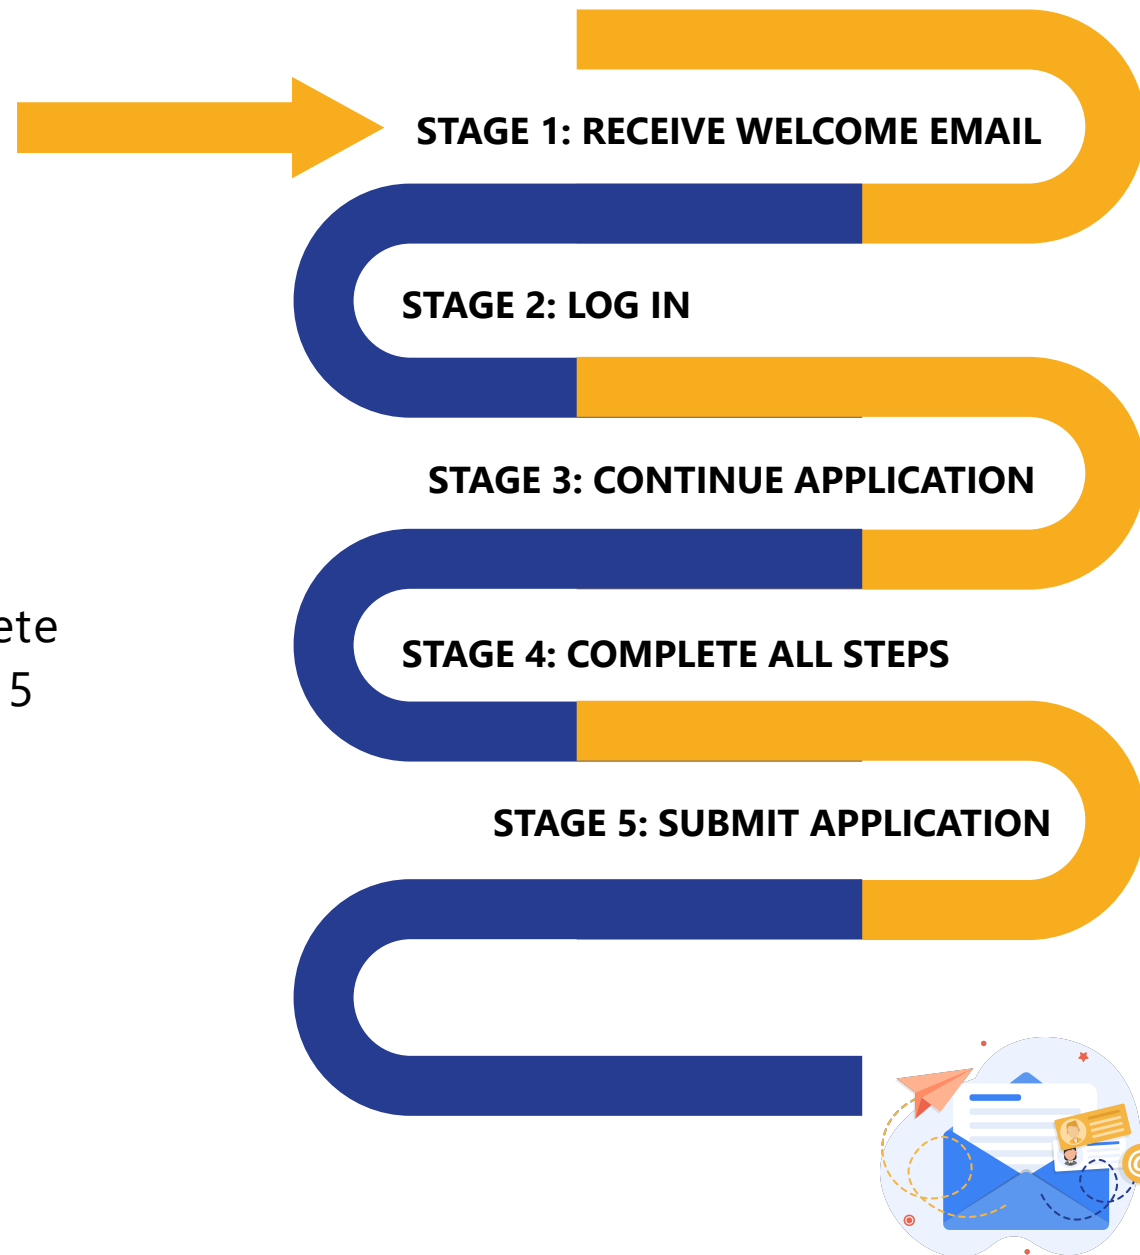 STAGE 1: RECEIVE WELCOME EMAIL
STAGE 2: LOG IN
STAGE 3: CONTINUE APPLICATION
ete
5
STAGE 4: COMPLETE ALL STEPS
STAGE 5: SUBMIT APPLICATION